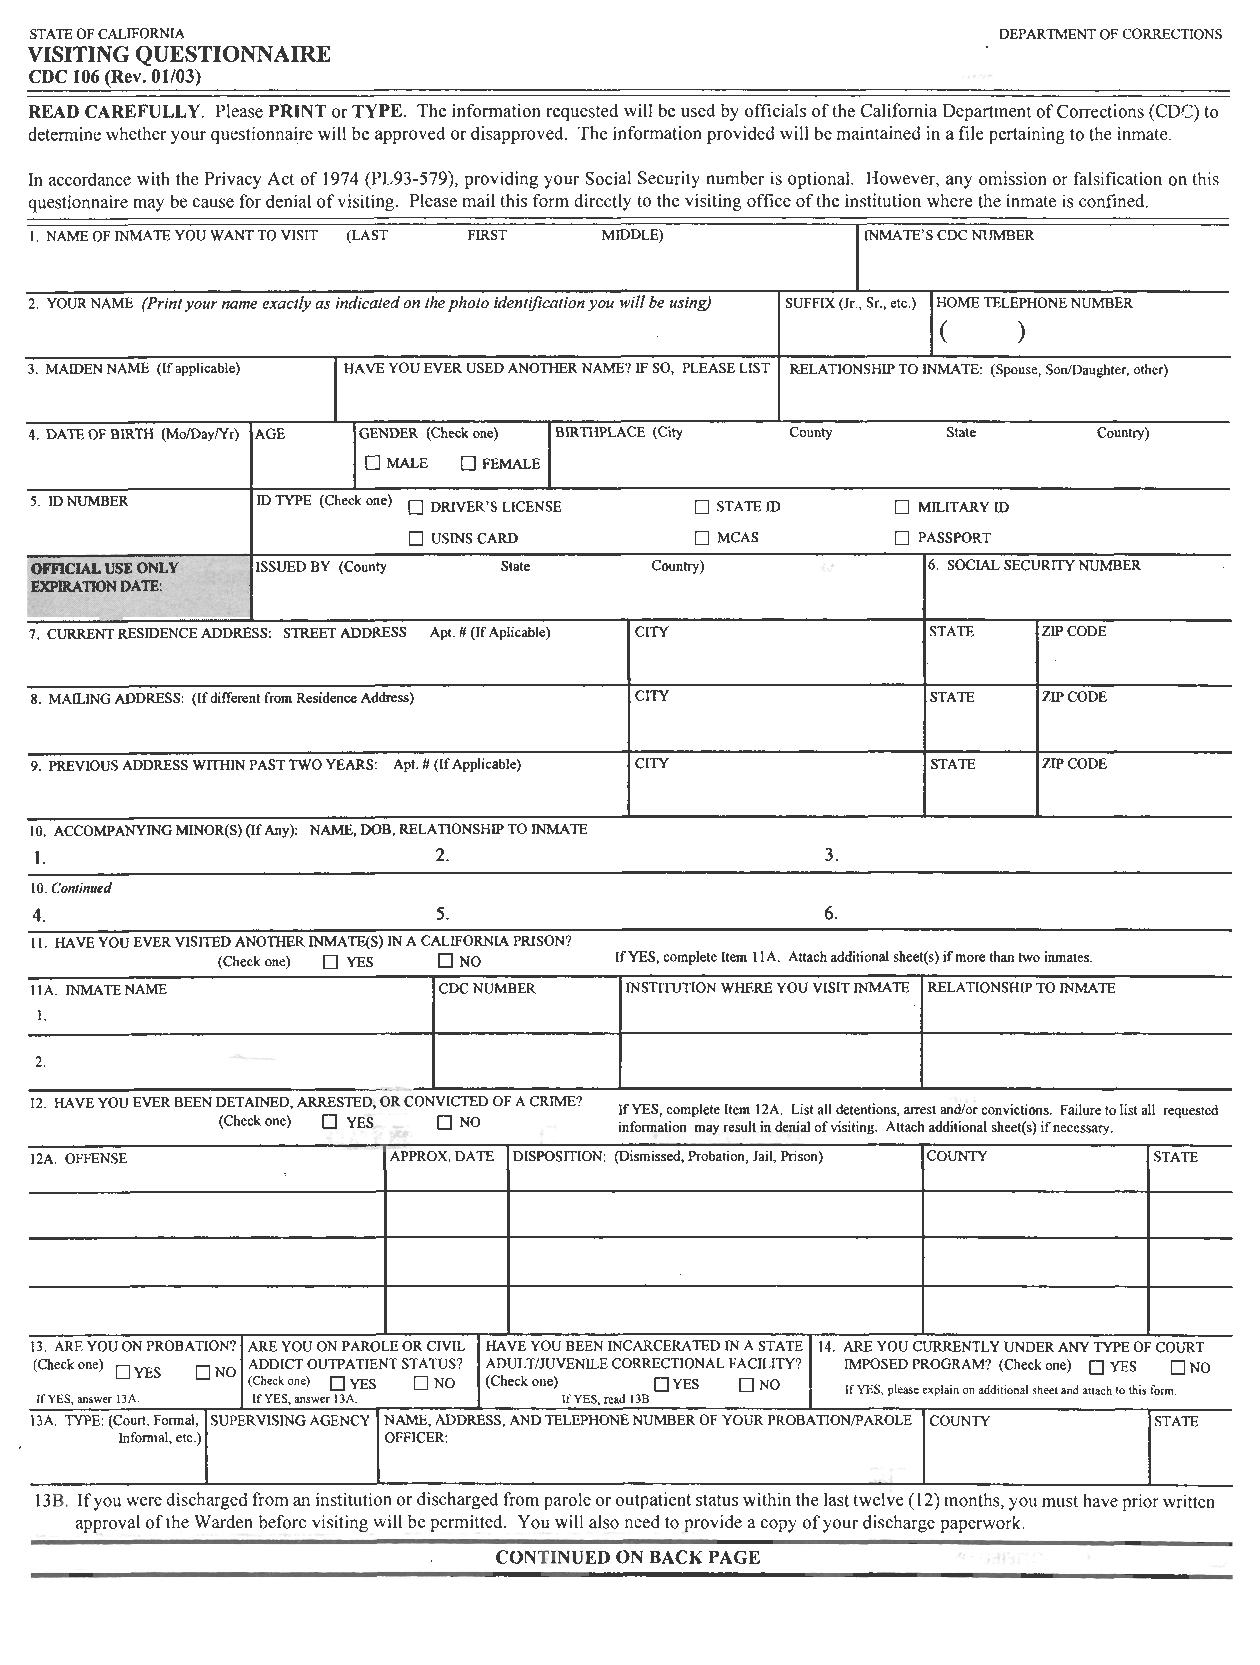 STATE OF CALIFORNIA DEPARTMENT OF CORRECTIONS
VISITING QUESTIONNAIRE
CDC 106 (Rev. 01/03)
READ CAREFULLY. Please PRINT or TYPE. The information requested will be used by officials of the California Department of Corrections (CDC) to
determine whether your questionnaire will be approved or disapproved. The information provided will be maintained in a file pertaining to the inmate.
In accordance with the Privacy Act of 1974 (PL93-579), providing your Social Security number is optional. However, any omission or falsification on this
questionnaire may be cause for denial of visiting. Please mail this form directly to the visiting office of the institution where the inmate is confined.
1. NAME OF INMATE YOU WANT TO VISIT (LAST FIRST MIDDLE) INMATE'S CDC NUMBER
2. YOUR NAME (Print your name exactly as indicated on the photo identification you will be using) SUFFIX (Jr., Sr., etc.) HOME TELEPHONE NUMBER
( )
3. MAIDEN NAME (If applicable) HAVE YOU EVER USED ANOTHER NAME? IF SO, PLEASE LIST RELATIONSHIP TO INMATE: (Spouse, Son/Daughter, other)
4. DATE OF BIRTH (Mo/Day/Yr) AGE GENDER (Check one) BIRTHPLACE (City County State Country)
☐ MALE ☐ FEMALE
5. ID NUMBER ID TYPE (Check one) ☐ DRIVER'S LICENSE ☐ STATE ID ☐ MILITARY ID
☐ USINS CARD ☐ MCAS ☐ PASSPORT
OFFICIAL USE ONLY ISSUED BY (County State Country) 6. SOCIAL SECURITY NUMBER
EXPIRATION DATE:
7. CURRENT RESIDENCE ADDRESS: STREET ADDRESS Apt. # (If Aplicable) CITY STATE ZIP CODE
8. MAILING ADDRESS: (If different from Residence Address) CITY STATE ZIP CODE
9. PREVIOUS ADDRESS WITHIN PAST TWO YEARS: Apt. # (If Applicable) CITY STATE ZIP CODE
10. ACCOMPANYING MINOR(S) (If Any): NAME, DOB, RELATIONSHIP TO INMATE
1. 2. 3.
10. Continued
4. 5. 6.
11. HAVE YOU EVER VISITED ANOTHER INMATE(S) IN A CALIFORNIA PRISON?
(Check one) ☐ YES ☐ NO If YES, complete Item 11A. Attach additional sheet(s) if more than two inmates.
11A. INMATE NAME CDC NUMBER INSTITUTION WHERE YOU VISIT INMATE RELATIONSHIP TO INMATE
1.
2.
12. HAVE YOU EVER BEEN DETAINED, ARRESTED, OR CONVICTED OF A CRIME? If YES, complete Item 12A. List all detentions, arrest and/or convictions. Failure to list all requested
(Check one) ☐ YES ☐ NO information may result in denial of visiting. Attach additional sheet(s) if necessary.
12A. OFFENSE APPROX. DATE DISPOSITION: (Dismissed, Probation, Jail, Prison) COUNTY STATE
13. ARE YOU ON PROBATION? ARE YOU ON PAROLE OR CIVIL HAVE YOU BEEN INCARCERATED IN A STATE 14. ARE YOU CURRENTLY UNDER ANY TYPE OF COURT
(Check one) ☐ YES ☐ NO ADDICT OUTPATIENT STATUS? ADULT/JUVENILE CORRECTIONAL FACILITY? IMPOSED PROGRAM? (Check one) ☐ YES ☐ NO
(Check one) ☐ YES ☐ NO (Check one) ☐ YES ☐ NO If YES, please explain on additional sheet and attach to this form.
If YES, answer 13A. If YES, answer 13A. If YES, read 13B
13A. TYPE: (Court, Formal, SUPERVISING AGENCY NAME, ADDRESS, AND TELEPHONE NUMBER OF YOUR PROBATION/PAROLE COUNTY STATE
Informal, etc.) OFFICER:
13B. If you were discharged from an institution or discharged from parole or outpatient status within the last twelve (12) months, you must have prior written
approval of the Warden before visiting will be permitted. You will also need to provide a copy of your discharge paperwork.
CONTINUED ON BACK PAGE